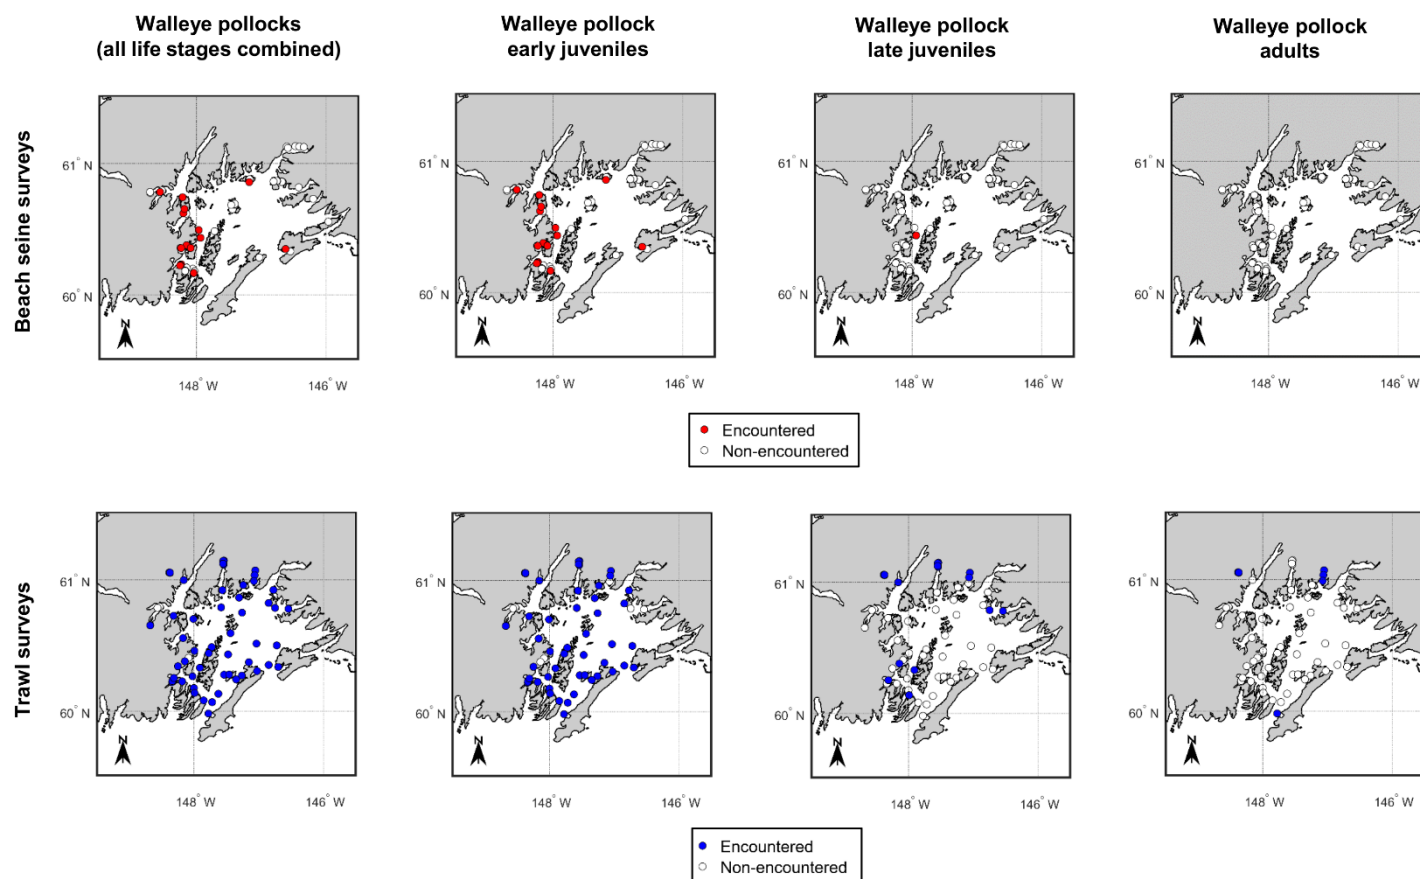 Walleye pollocks
(all life stages combined)
Walleye pollock
early juveniles
Walleye pollock
late juveniles
Walleye pollock
adults
Beach seine surveys
61° N
60° N
N
148° W
146° W
61° N
60° N
N
148° W
146° W
61° N
60° N
N
148° W
146° W
61° N
60° N
N
148° W
146° W
Encountered
Non-encountered
Trawl surveys
61° N
60° N
N
148° W
146° W
61° N
60° N
N
148° W
146° W
61° N
60° N
N
148° W
146° W
61° N
60° N
N
148° W
146° W
Encountered
Non-encountered